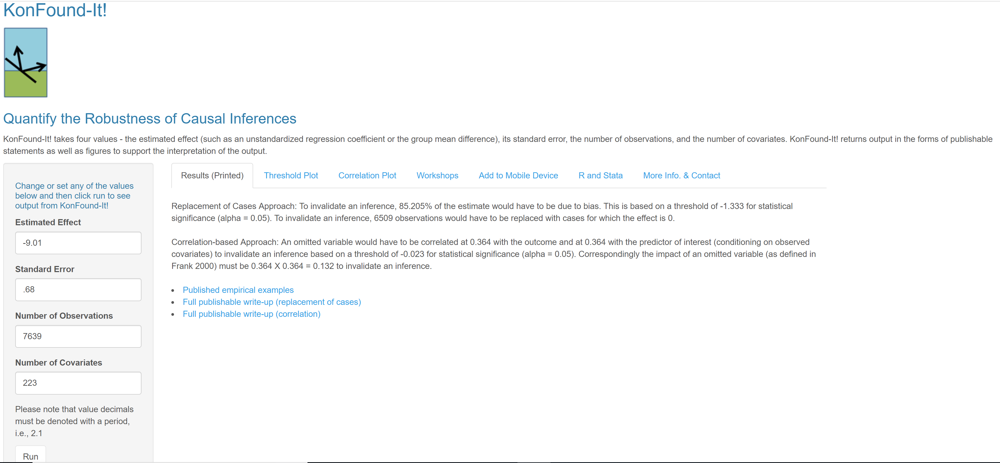 KonFound-It!
Quantify the Robustness of Causal Inferences
KonFound-It! takes four values - the estimated effect (such as an unstandardized regression coefficient or the group mean difference), its standard error, the number of observations, and the number of covariates. KonFound-It! returns output in the forms of publishable
statements as well as figures to support the interpretation of the output.
Change or set any of the values
below and then click run to see
output from KonFound-It!
Estimated Effect
-9.01
Standard Error
.68
Number of Observations
7639
Number of Covariates
223
Please note that value decimals
must be denoted with a period,
i.e., 2.1
Run
Results (Printed) Threshold Plot Correlation Plot Workshops Add to Mobile Device R and Stata More Info. & Contact
Replacement of Cases Approach: To invalidate an inference, 85.205% of the estimate would have to be due to bias. This is based on a threshold of -1.333 for statistical
significance (alpha = 0.05). To invalidate an inference, 6509 observations would have to be replaced with cases for which the effect is 0.
Correlation-based Approach: An omitted variable would have to be correlated at 0.364 with the outcome and at 0.364 with the predictor of interest (conditioning on observed
covariates) to invalidate an inference based on a threshold of -0.023 for statistical significance (alpha = 0.05). Correspondingly the impact of an omitted variable (as defined in
Frank 2000) must be 0.364 X 0.364 = 0.132 to invalidate an inference.
• Published empirical examples
• Full publishable write-up (replacement of cases)
• Full publishable write-up (correlation)